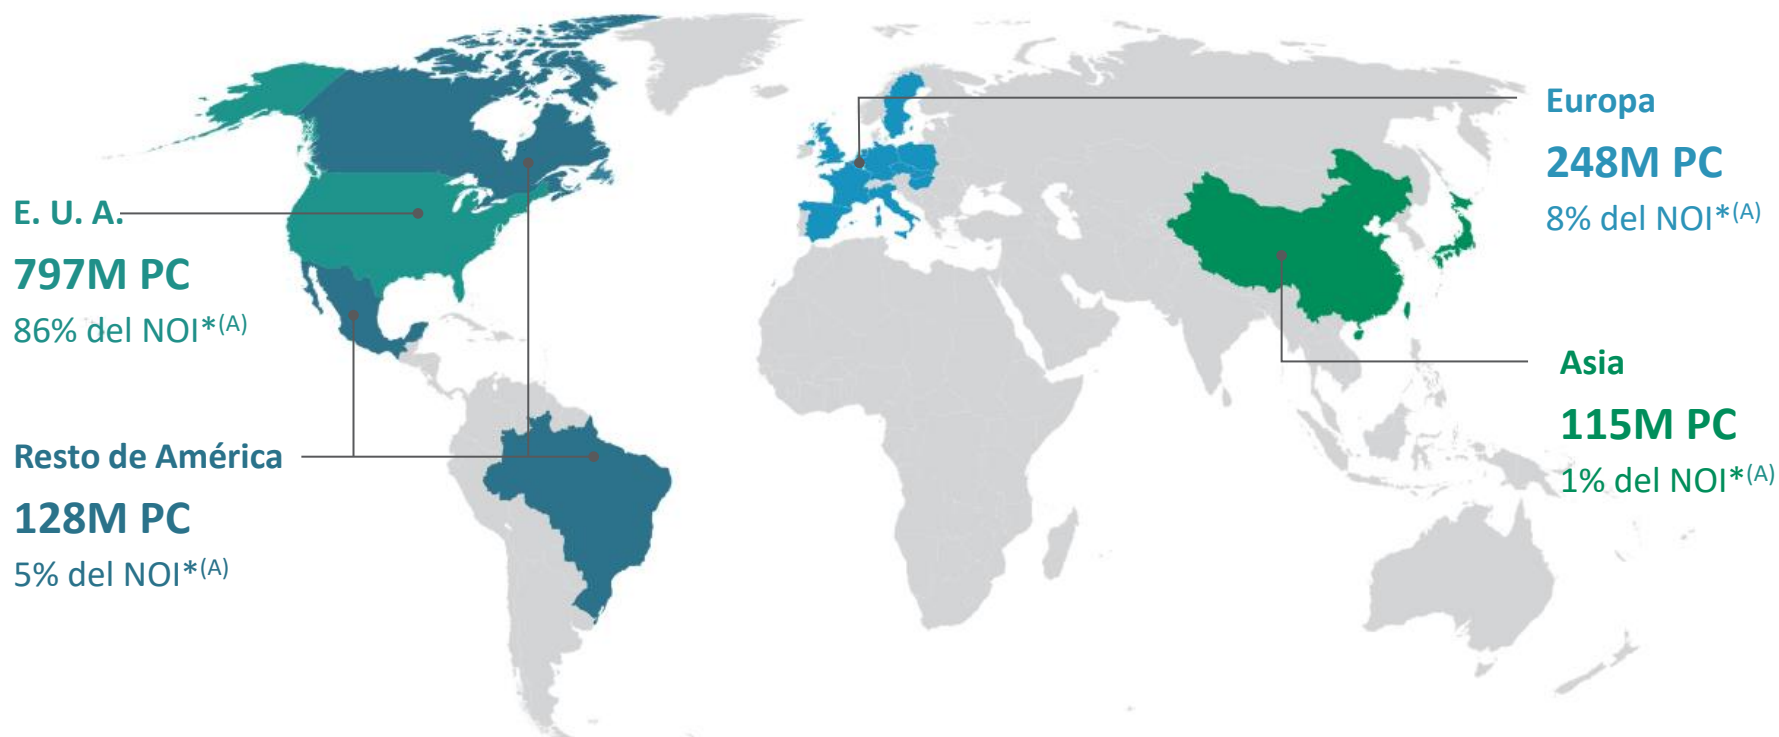 E. U. A.
797M PC
86% del NOI*(A)
Resto de América
128M PC
5% del NOI*(A)
Europa
248M PC
8% del NOI*(A)
Asia
115M PC
1% del NOI*(A)